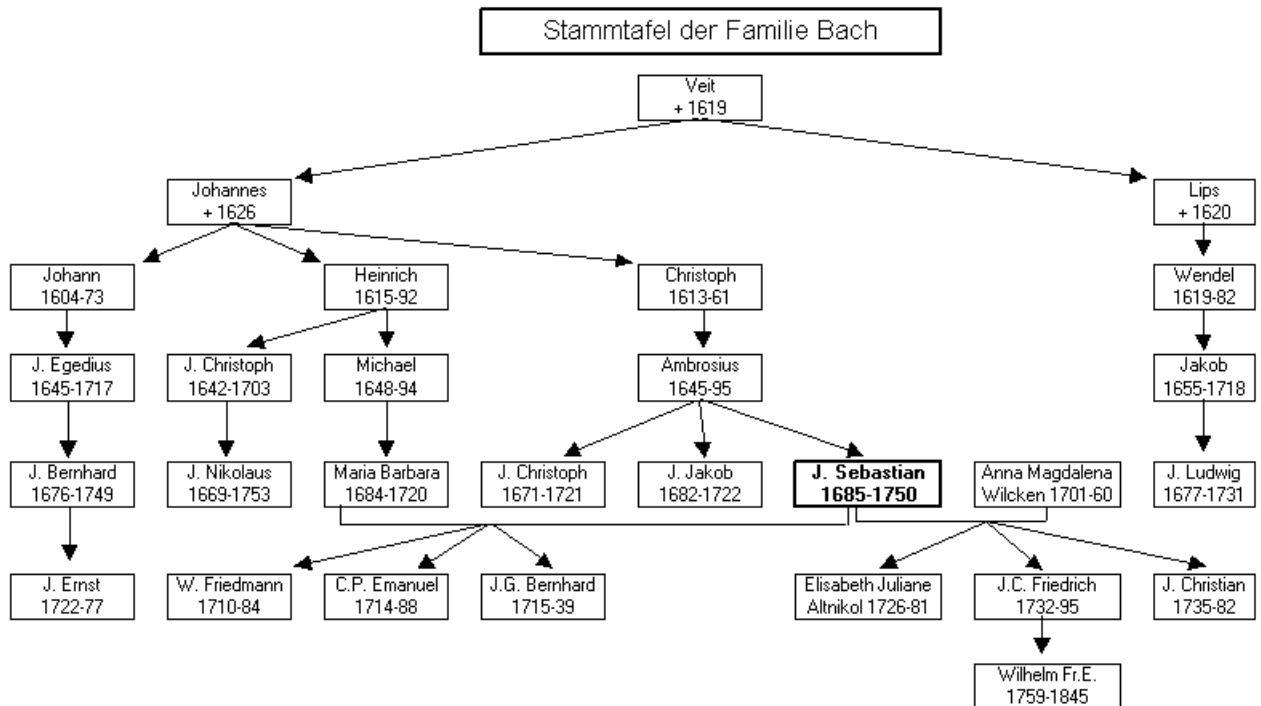 Stammtafel der Familie Bach
Veit
+ 1619
Johannes
+ 1626
Lips
+ 1620
Johann
1604-73
Heinrich
1615-92
Christoph
1613-61
Wendel
1619-82
J. Egedius
1645-1717
J. Christoph
1642-1703
Michael
1648-94
Ambrosius
1645-95
Jakob
1655-1718
J. Bernhard
1676-1749
J. Nikolaus
1669-1753
Maria Barbara
1684-1720
J. Christoph
1671-1721
J. Jakob
1682-1722
J. Sebastian
1685-1750
Anna Magdalena
Wilcken 1701-60
J. Ludwig
1677-1731
J. Ernst
1722-77
W. Friedmann
1710-84
C.P. Emanuel
1714-88
J.G. Bernhard
1715-39
Elisabeth Juliane
Altnikol 1726-81
J.C. Friedrich
1732-95
J. Christian
1735-82
Wilhelm Fr.E.
1759-1845